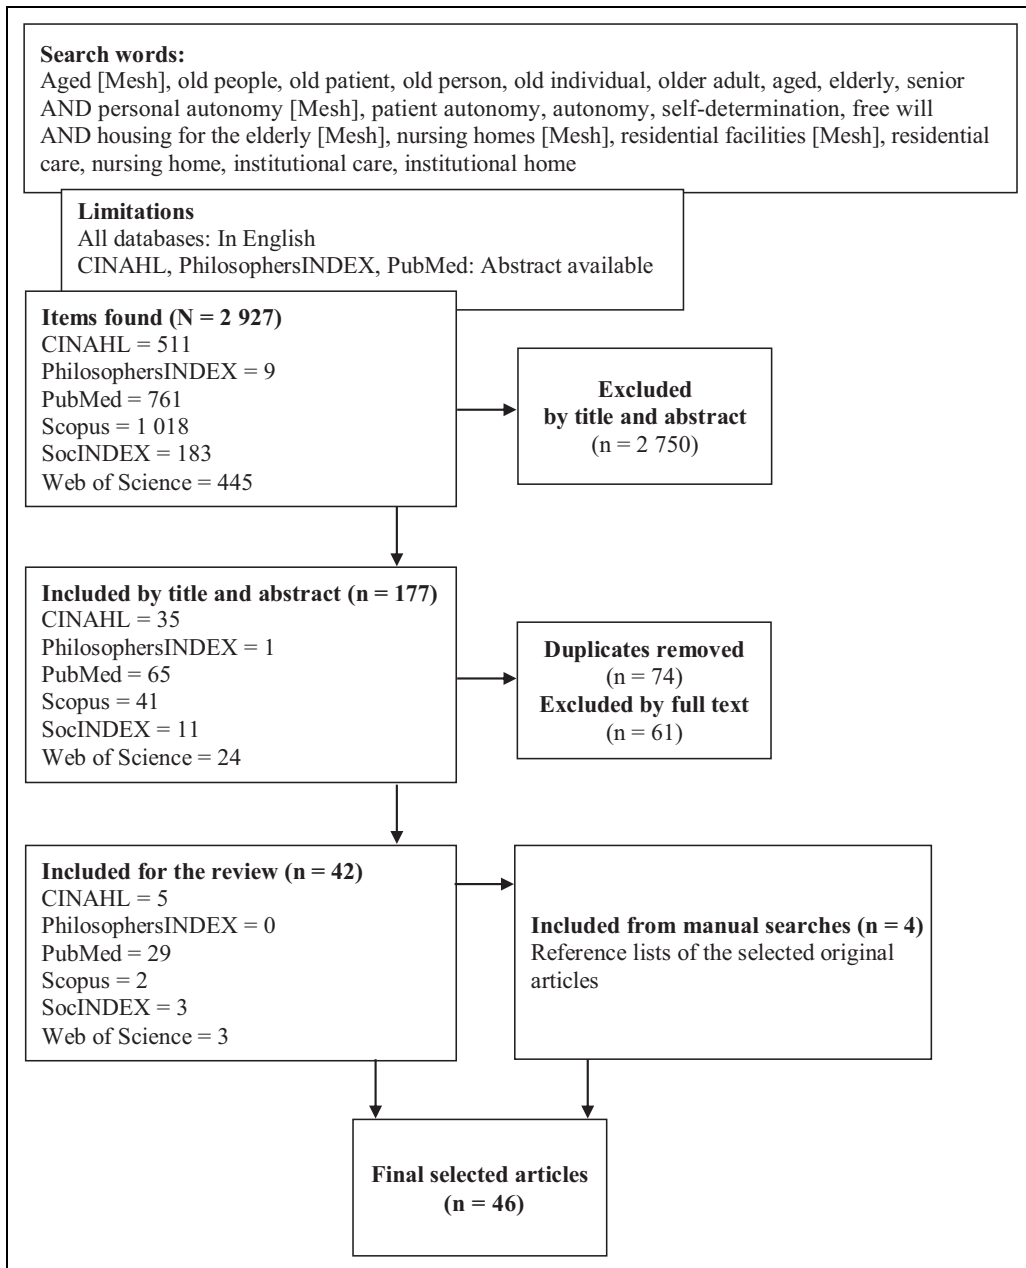 Search words:
Aged [Mesh], old people, old patient, old person, old individual, older adult, aged, elderly, senior
AND personal autonomy [Mesh], patient autonomy, autonomy, self-determination, free will
AND housing for the elderly [Mesh], nursing homes [Mesh], residential facilities [Mesh], residential
care, nursing home, institutional care, institutional home
Limitations
All databases: In English
CINAHL, PhilosophersINDEX, PubMed: Abstract available
Items found (N = 2 927)
CINAHL = 511
PhilosophersINDEX = 9
PubMed = 761
Scopus = 1 018
SocINDEX = 183
Web of Science = 445
Excluded
by title and abstract
(n = 2 750)
Included by title and abstract (n = 177)
CINAHL = 35
PhilosophersINDEX = 1
PubMed = 65
Scopus = 41
SocINDEX = 11
Web of Science = 24
Duplicates removed
(n = 74)
Excluded by full text
(n = 61)
Included for the review (n = 42)
CINAHL = 5
PhilosophersINDEX = 0
PubMed = 29
Scopus = 2
SocINDEX = 3
Web of Science = 3
Included from manual searches (n = 4)
Reference lists of the selected original
articles
Final selected articles
(n = 46)